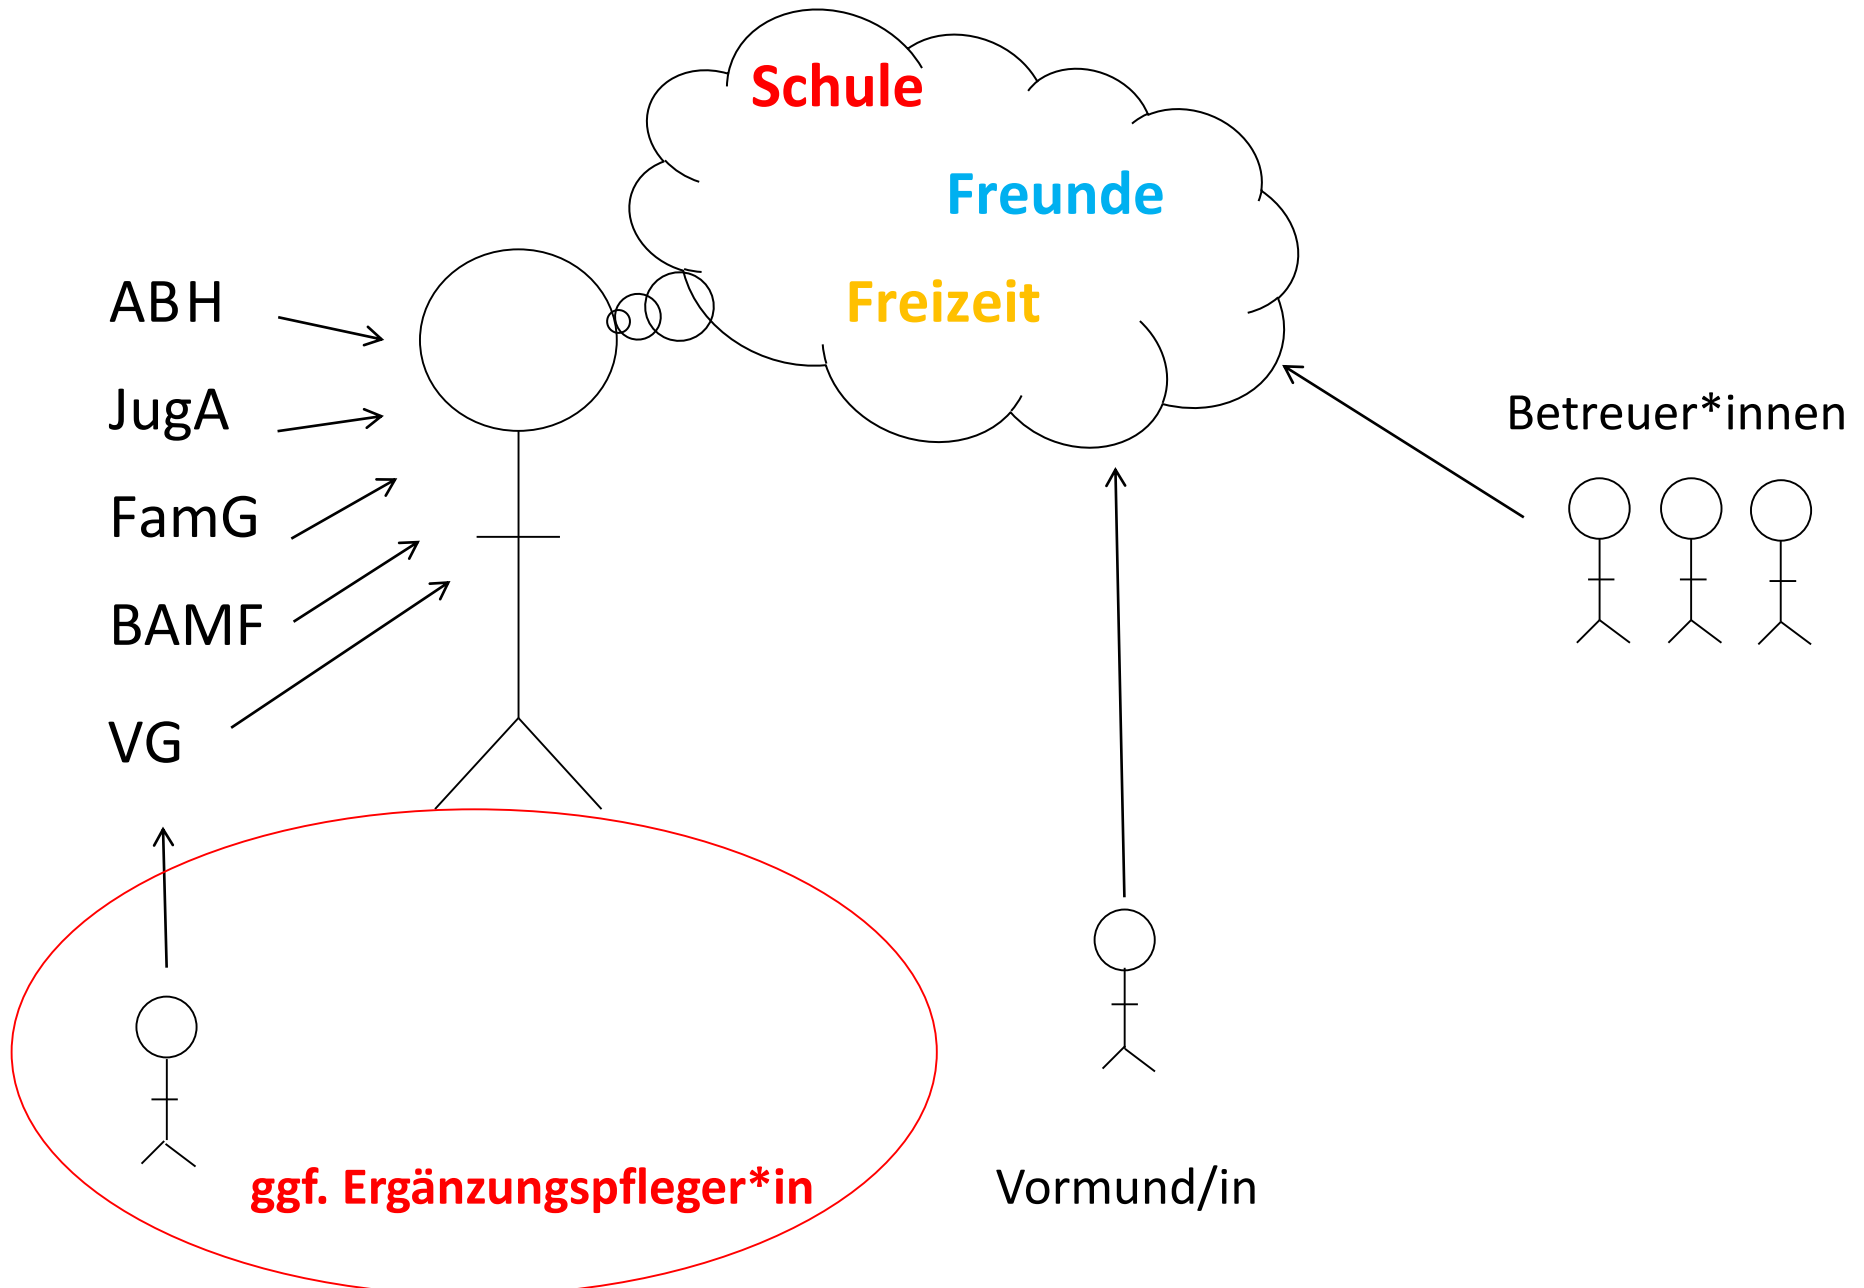 Schule
Freunde
Freizeit
ABH
JugA
FamG
BAMF
VG
Betreuer*innen
ggf. Ergänzungspfleger*in
Vormund/in